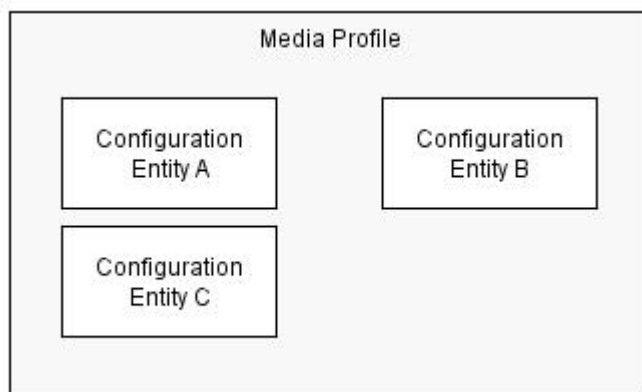 Media Profile
Configuration
Entity A
Configuration
Entity B
Configuration
Entity C